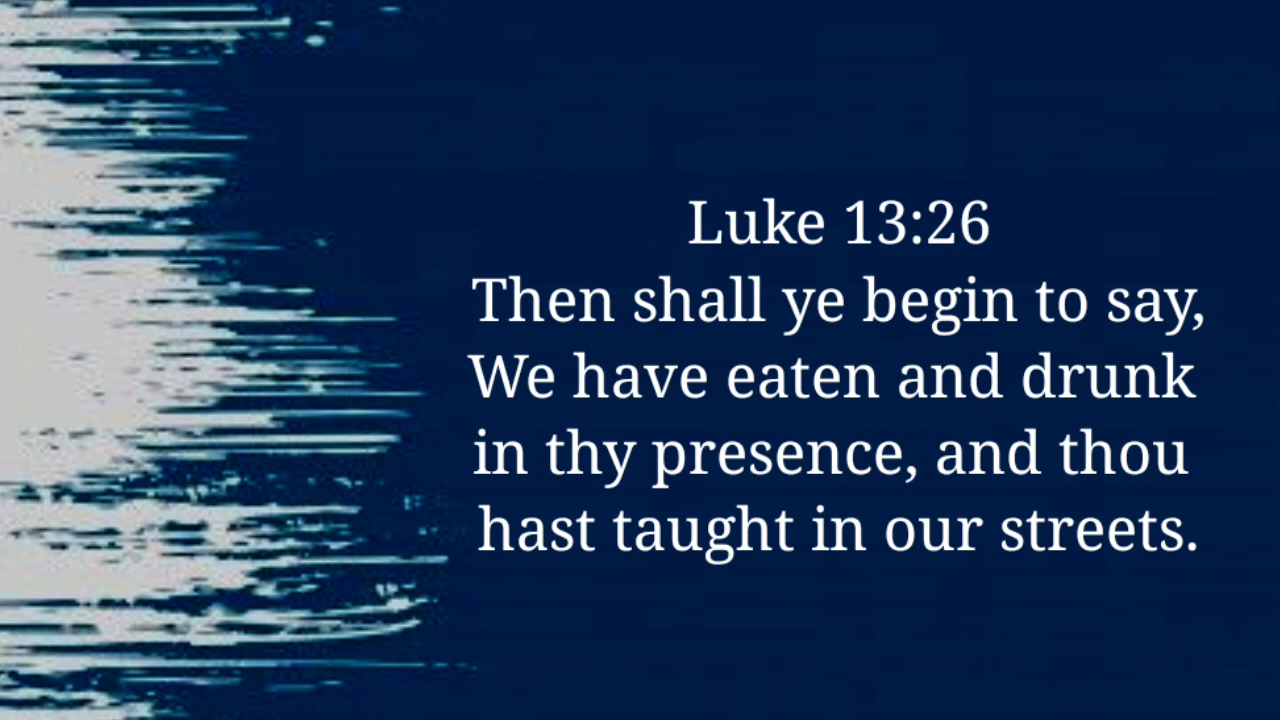 Luke 13:26
Then shall ye begin to say,
We have eaten and drunk
in thy presence, and thou
hast taught in our streets.